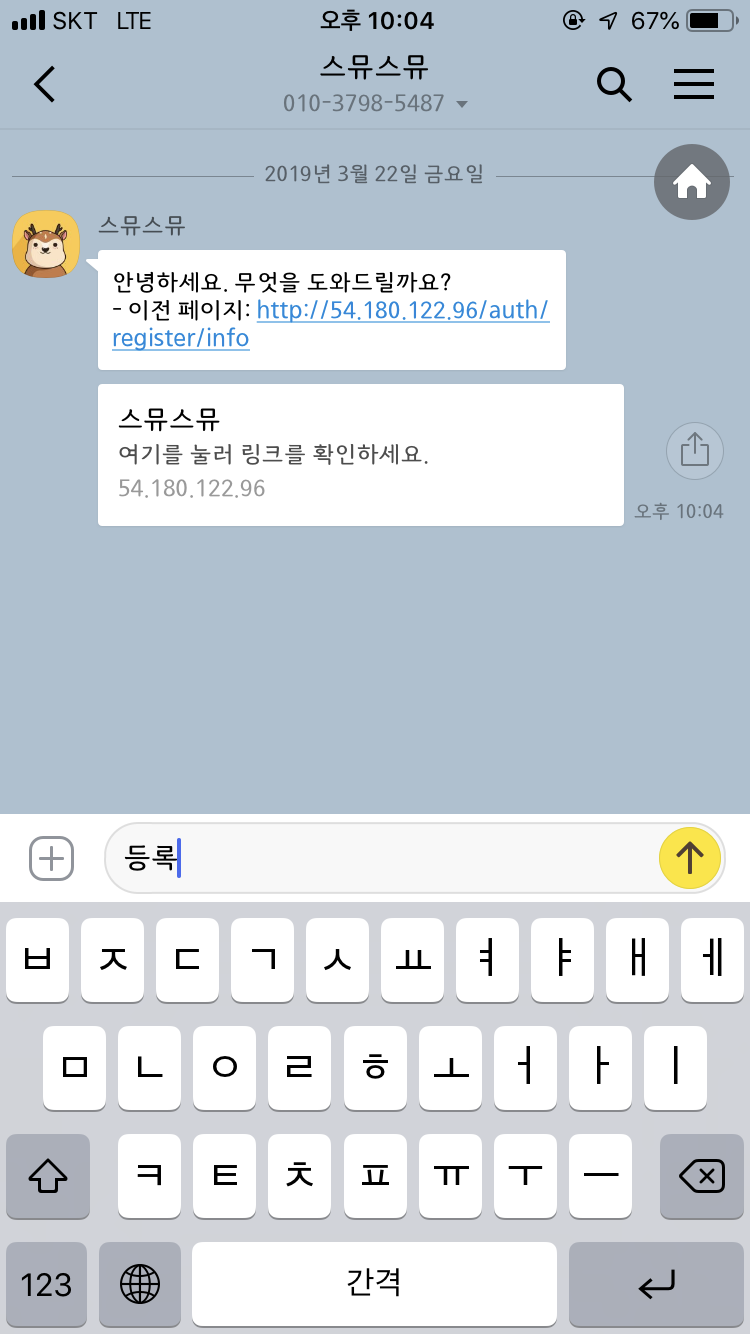 SKT LTE 오후 10:04 67%
스뮤스뮤
010-3798-5487
2019년 3월 22일 금요일
스뮤스뮤
안녕하세요. 무엇을 도와드릴까요?
- 이전 페이지: http://54.180.122.96/auth/
register/info
스뮤스뮤
여기를 눌러 링크를 확인하세요.
54.180.122.96
오후 10:04
등록
ㅂ ㅈ ㄷ ㄱ ㅅ ㅛ ㅕ ㅑ ㅐ ㅔ
ㅁ ㄴ ㅇ ㄹ ㅎ ㅗ ㅓ ㅏ ㅣ
ㅋ ㅌ ㅊ ㅍ ㅠ ㅜ ㅡ
123 간격